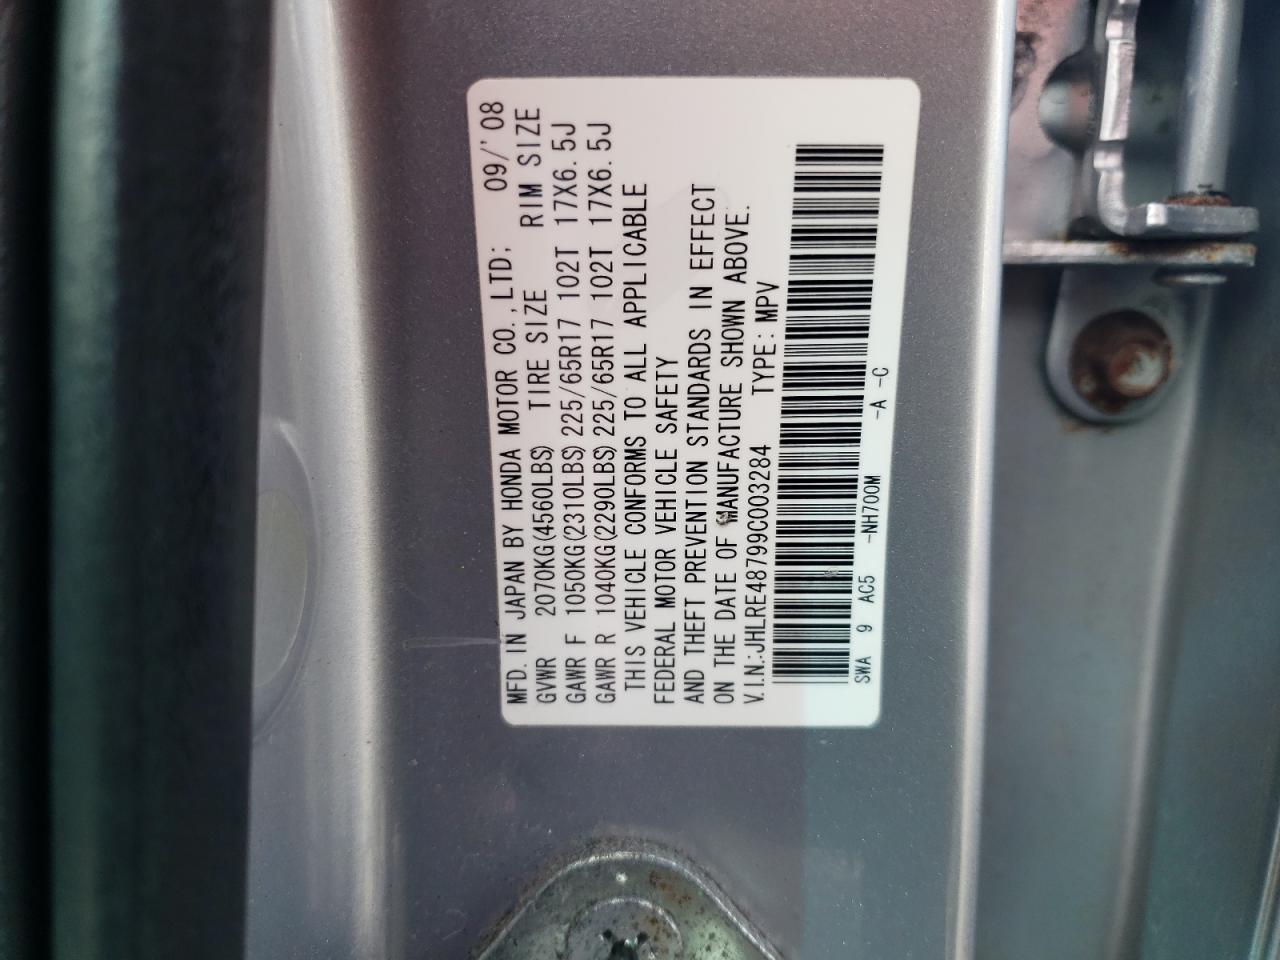 MFD. IN JAPAN BY HONDA MOTOR CO., LTD; 09/'08
GVWR 2070KG(4560LBS) TIRE SIZE RIM SIZE
GAWR F 1050KG(2310LBS) 225/65R17 102T 17X6.5J
GAWR R 1040KG(2290LBS) 225/65R17 102T 17X6.5J
THIS VEHICLE CONFORMS TO ALL APPLICABLE
FEDERAL MOTOR VEHICLE SAFETY
AND THEFT PREVENTION STANDARDS IN EFFECT
ON THE DATE OF MANUFACTURE SHOWN ABOVE.
V.I.N.:JHLRE48799C003284 TYPE: MPV
SWA 9 AC5 -NH700M -A -C